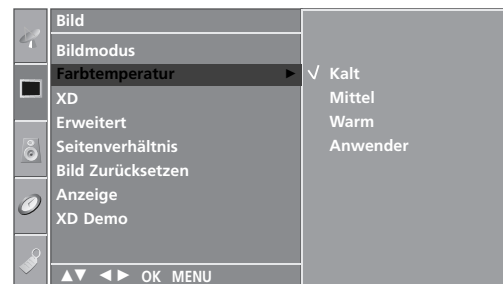 Bild
Bildmodus
Farbtemperatur ►
XD
Erweitert
Seitenverhältnis
Bild Zurücksetzen
Anzeige
XD Demo
▲▼ ◄► OK MENU
√ Kalt
Mittel
Warm
Anwender